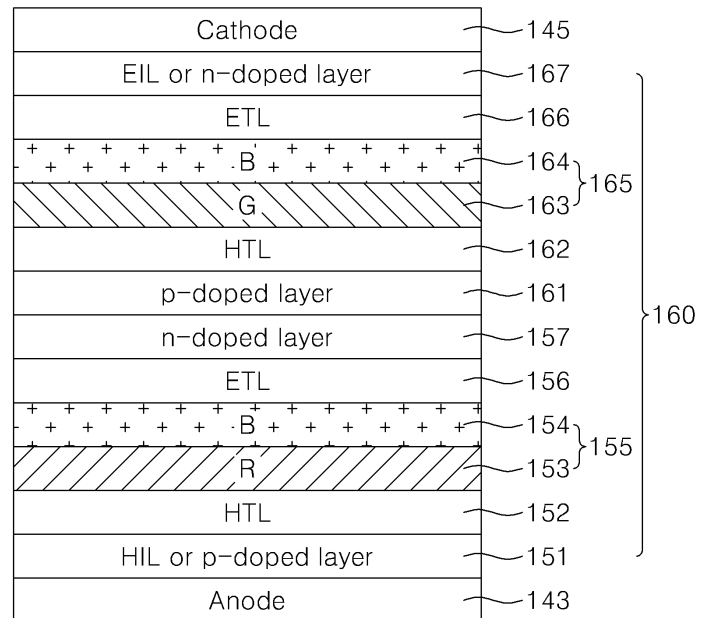 Cathode 145
EIL or n-doped layer 167
ETL 166
B 164
165
G 163
HTL 162
p-doped layer 161
160
n-doped layer 157
ETL 156
B 154
155
R 153
HTL 152
HIL or p-doped layer 151
Anode 143